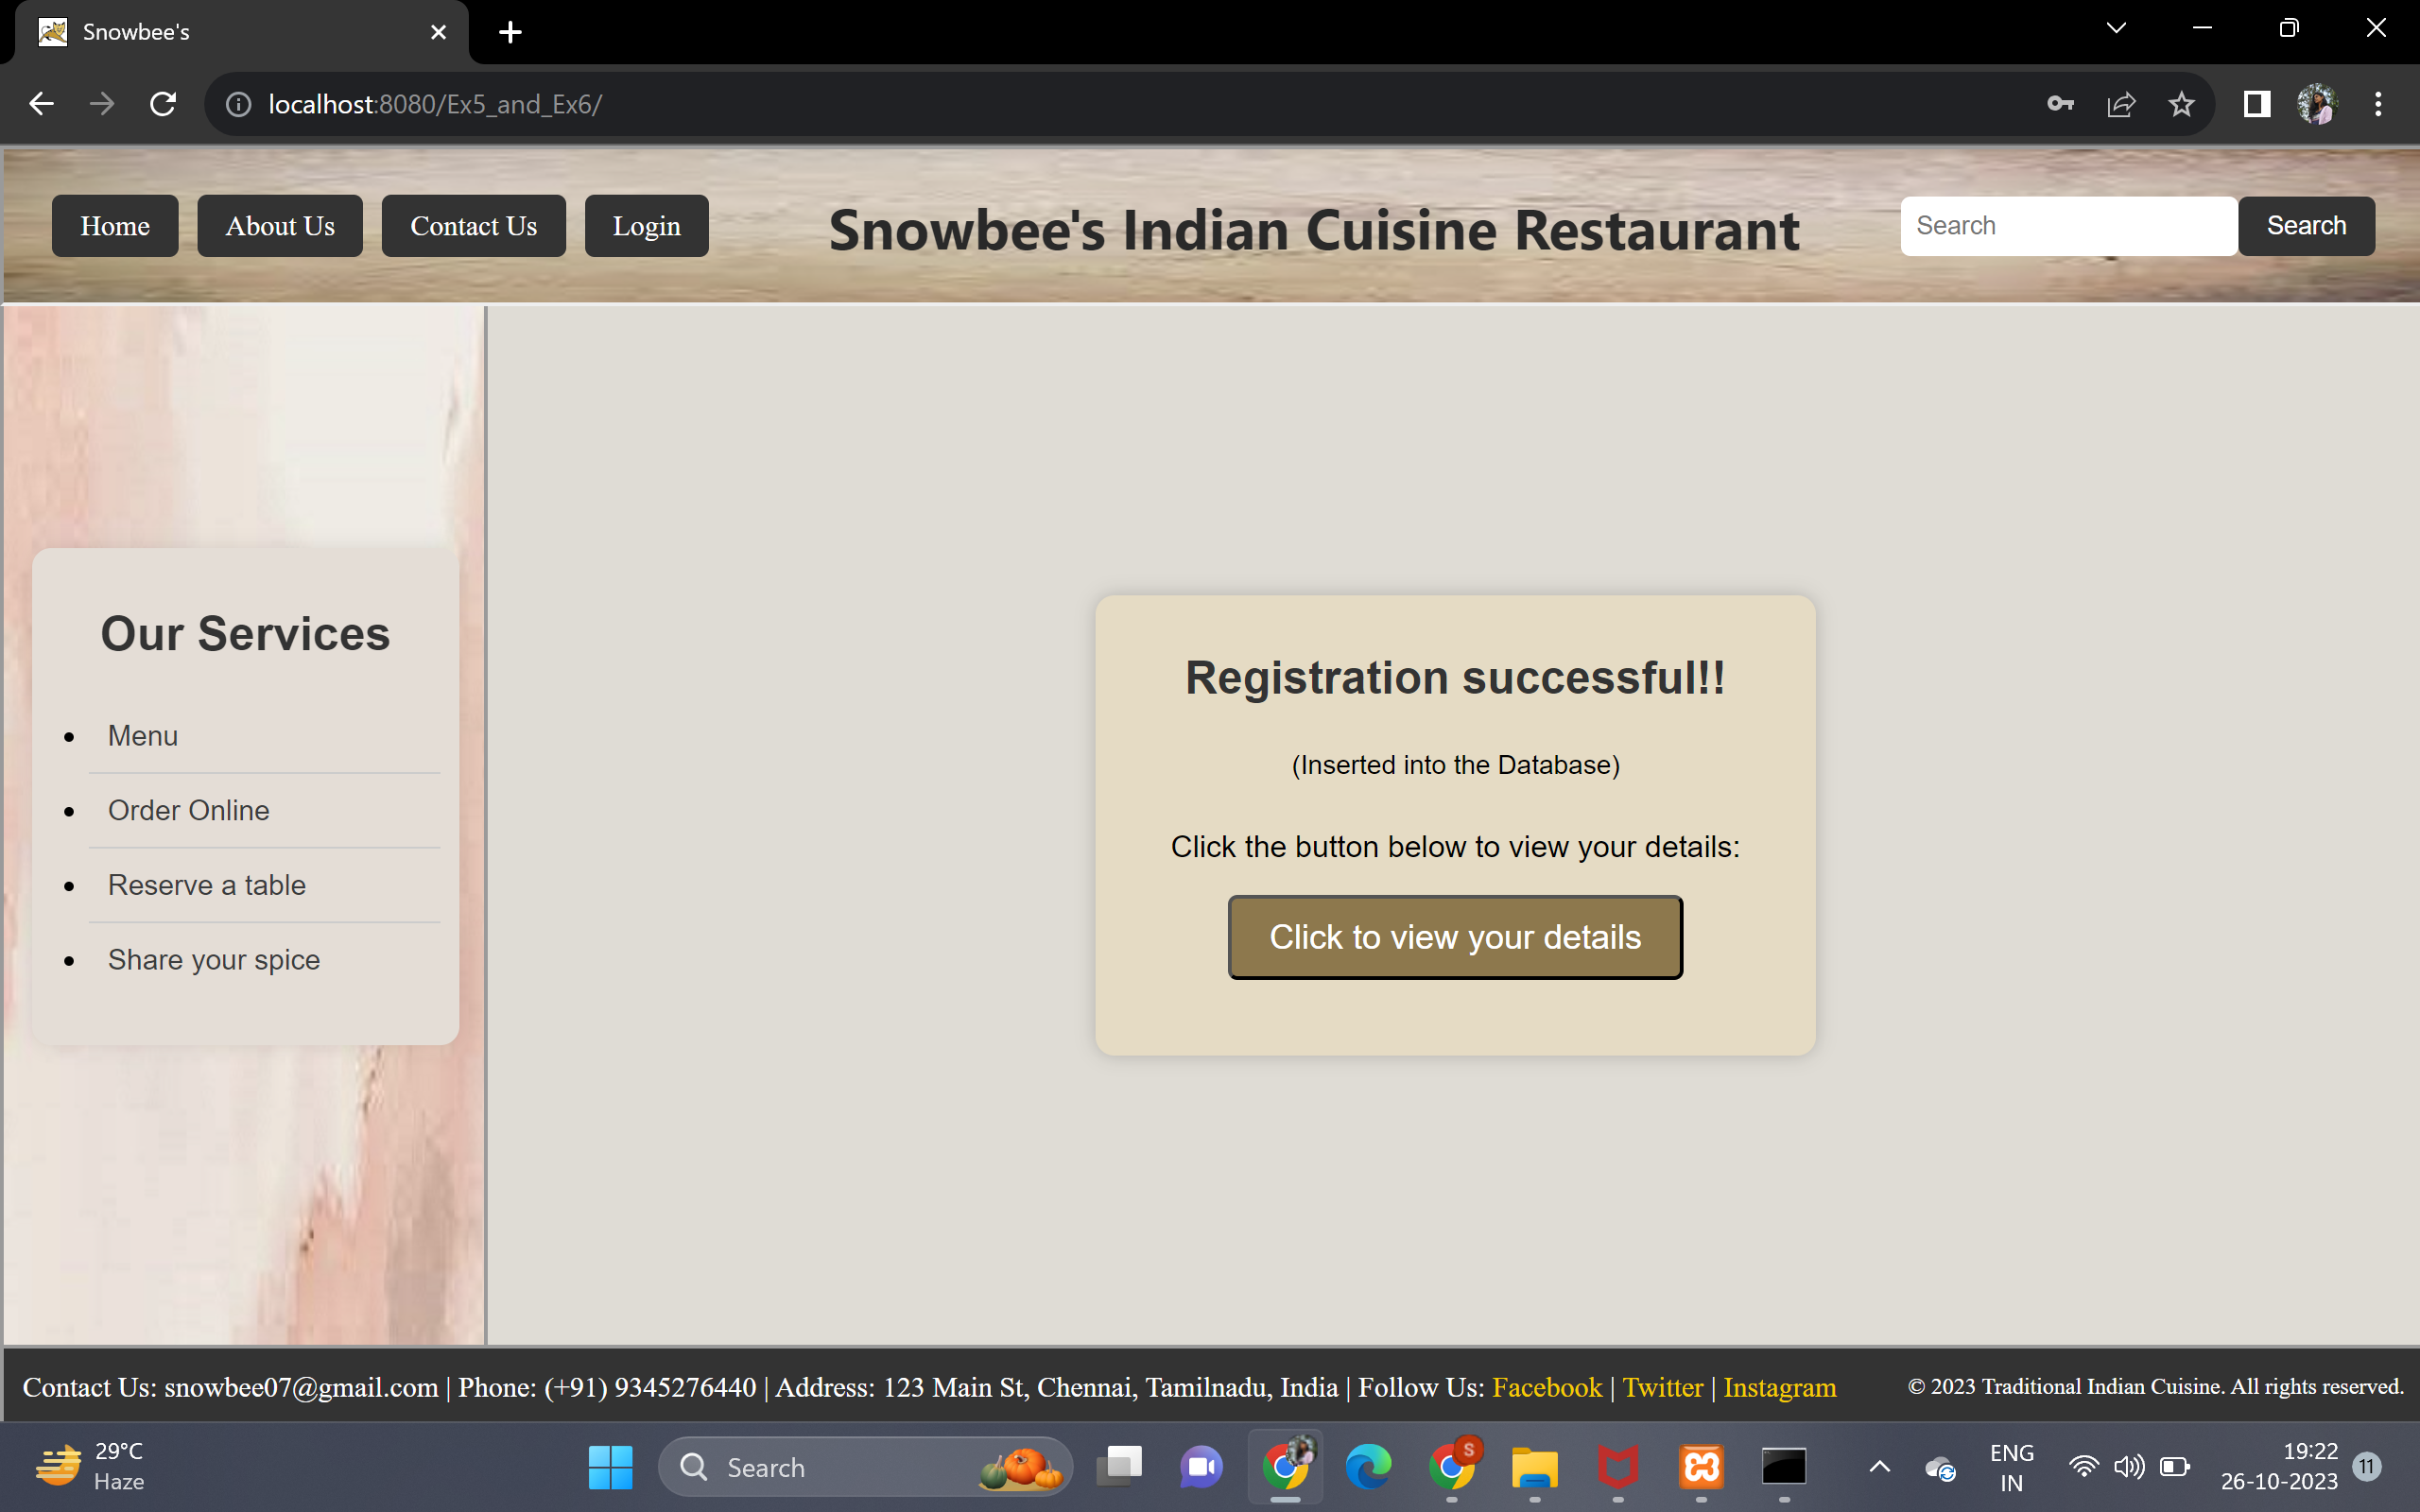 Snowbee's
localhost:8080/Ex5_and_Ex6/
Home About Us Contact Us Login Snowbee's Indian Cuisine Restaurant Search Search
Our Services
Menu
Order Online
Reserve a table
Share your spice
Registration successful!!
(Inserted into the Database)
Click the button below to view your details:
Click to view your details
Contact Us: snowbee07@gmail.com | Phone: (+91) 9345276440 | Address: 123 Main St, Chennai, Tamilnadu, India | Follow Us: Facebook | Twitter | Instagram © 2023 Traditional Indian Cuisine. All rights reserved.
29°C
Haze
Search
S
ENG
IN
19:22
26-10-2023
11